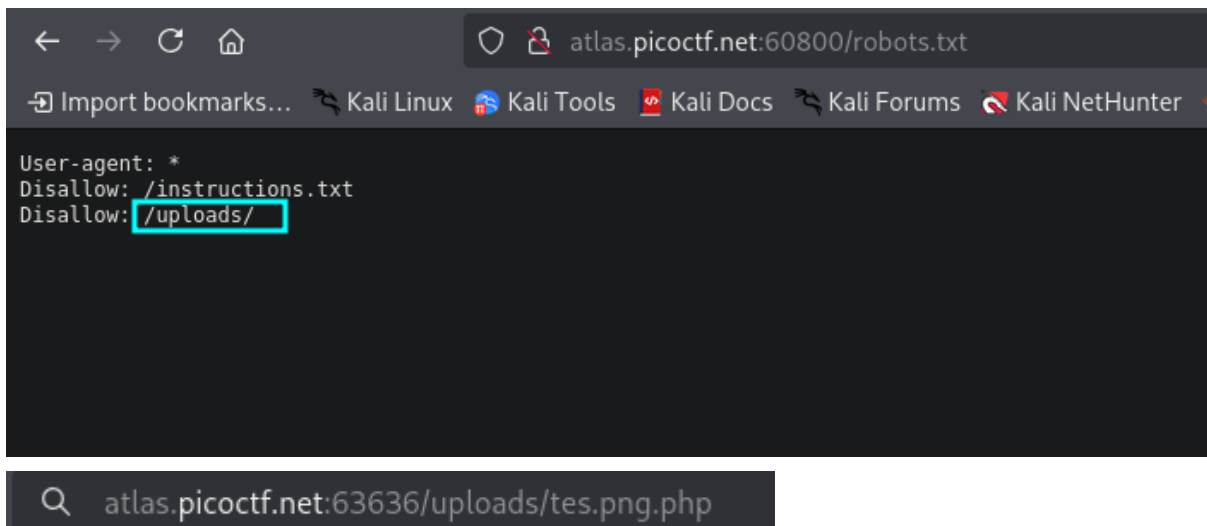 atlas.picoctf.net:60800/robots.txt
Import bookmarks... Kali Linux Kali Tools Kali Docs Kali Forums Kali NetHunter
User-agent: *
Disallow: /instructions.txt
Disallow: /uploads/
atlas.picoctf.net:63636/uploads/tes.png.php